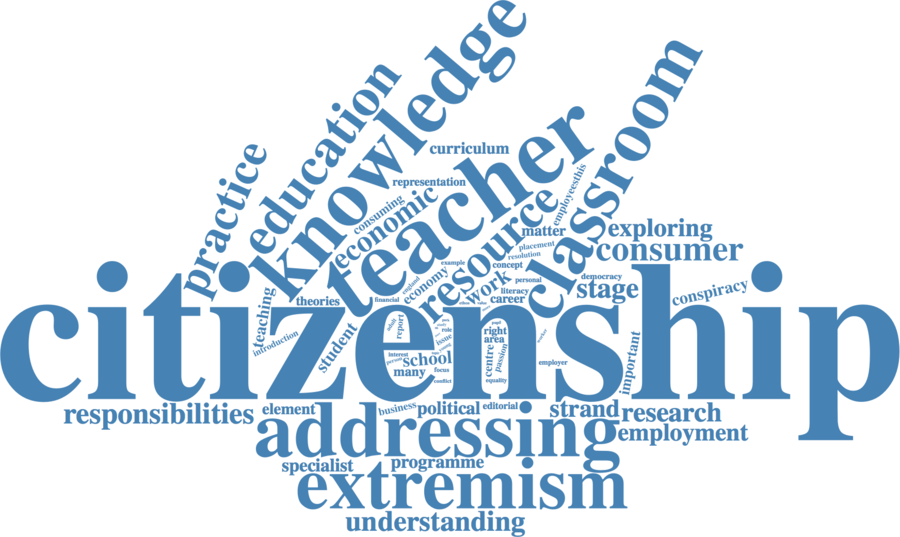 knowledge
education
classroom
practice
teacher
curriculum
representation
consuming
economic
resource
employeesthis
matter
exploring
consumer
placement
resolution
concept
example
economy
england
work
personal
literacy
career
democracy
stage
conspiracy
citizenship
teaching
theories
financial
introduction
student
adult
report
role
issue
right
area
centre
passion
interest
person
school
many
focus
conflict
equality
employer
important
responsibilities
element
business
political
editorial
strand
research
addressing
employment
specialist
programme
extremism
understanding